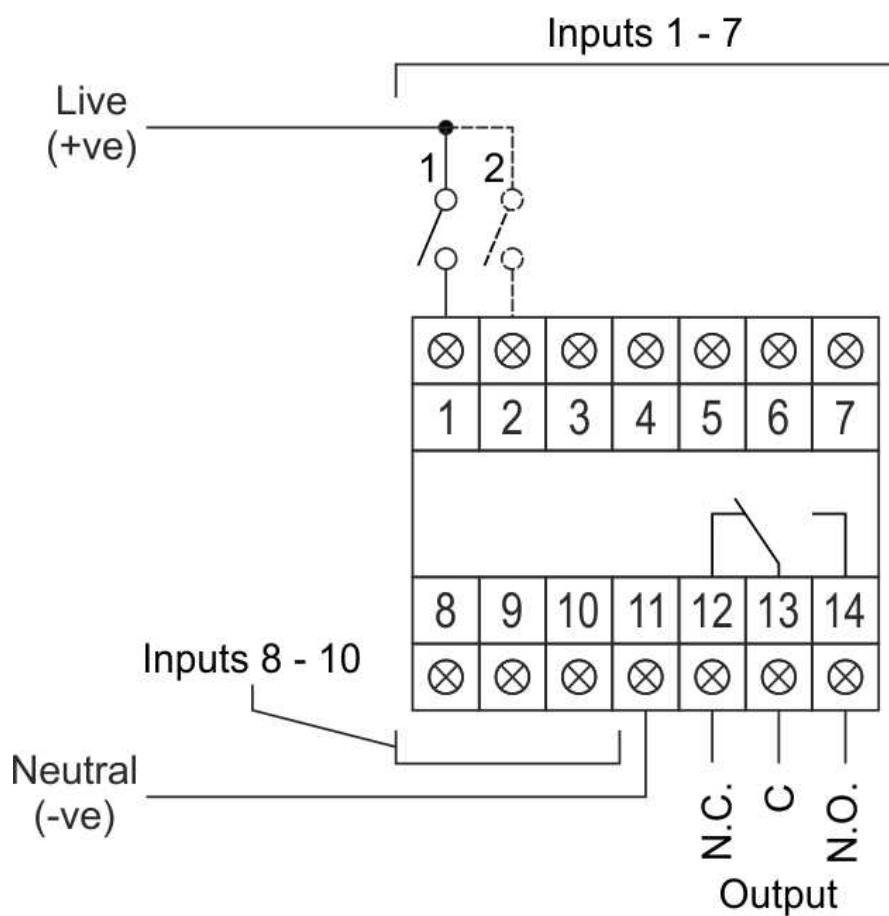 Inputs 1 - 7
Live
(+ve)
1 2
1 2 3 4 5 6 7
8 9 10 11 12 13 14
Inputs 8 - 10
Neutral
(-ve)
N.C. C N.O.
Output